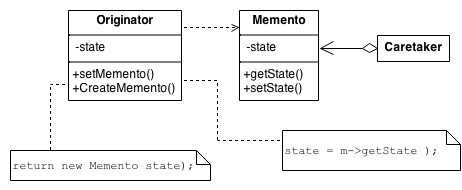 Originator
Memento
-state
-state
Caretaker
+setMemento()
+CreateMemento()
+getState()
+setState()
return new Memento state);
state = m->getState );